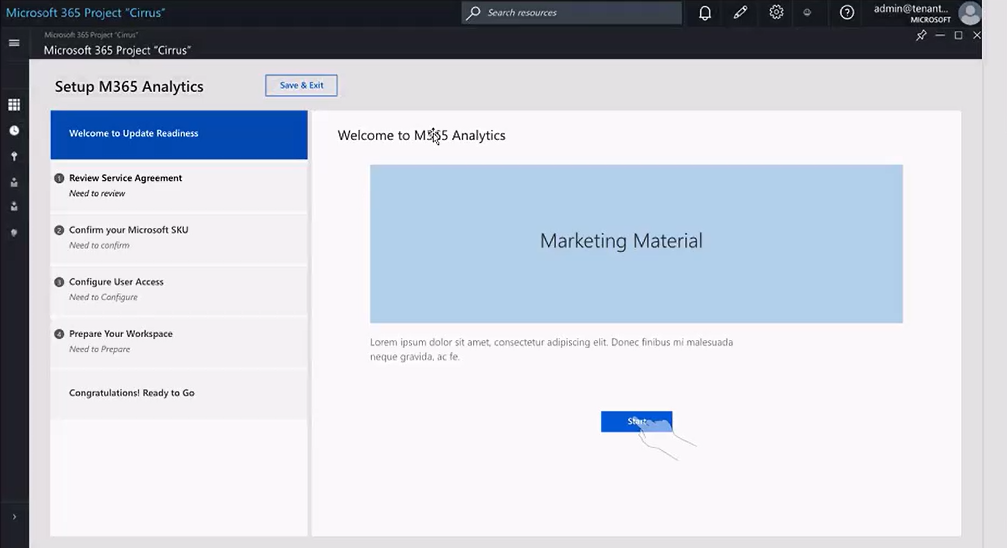 Microsoft 365 Project "Cirrus"
Search resources
admin@tenant...
MICROSOFT
Microsoft 365 Project "Cirrus"
Microsoft 365 Project "Cirrus"
Setup M365 Analytics
Save & Exit
Welcome to Update Readiness
1 Review Service Agreement
Need to review
2 Confirm your Microsoft SKU
Need to confirm
3 Configure User Access
Need to Configure
4 Prepare Your Workspace
Need to Prepare
Congratulations! Ready to Go
Welcome to M365 Analytics
Marketing Material
Lorem ipsum dolor sit amet, consectetur adipiscing elit. Donec finibus mi malesuada
neque gravida, ac fe.
Start